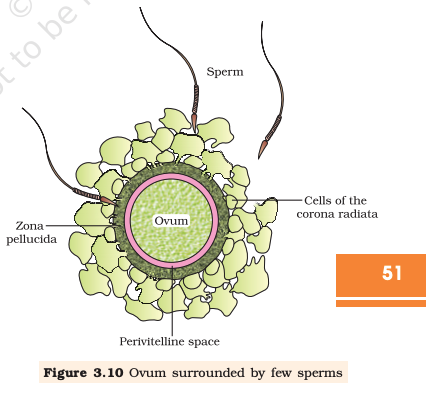 ©
ot to be r
Sperm
Cells of the
corona radiata
Ovum
Zona
pellucida
51
Perivitelline space
Figure 3.10 Ovum surrounded by few sperms